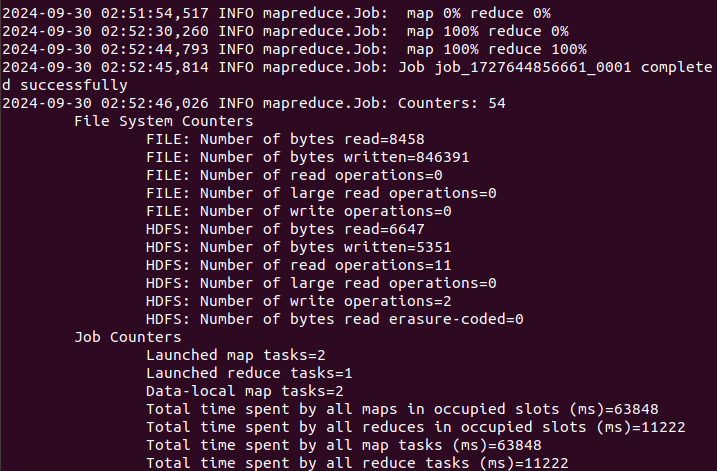 2024-09-30 02:51:54,517 INFO mapreduce.Job:  map 0% reduce 0%
2024-09-30 02:52:30,260 INFO mapreduce.Job:  map 100% reduce 0%
2024-09-30 02:52:44,793 INFO mapreduce.Job:  map 100% reduce 100%
2024-09-30 02:52:45,814 INFO mapreduce.Job: Job job_1727644856661_0001 complete
d successfully
2024-09-30 02:52:46,026 INFO mapreduce.Job: Counters: 54
File System Counters
FILE: Number of bytes read=8458
FILE: Number of bytes written=846391
FILE: Number of read operations=0
FILE: Number of large read operations=0
FILE: Number of write operations=0
HDFS: Number of bytes read=6647
HDFS: Number of bytes written=5351
HDFS: Number of read operations=11
HDFS: Number of large read operations=0
HDFS: Number of write operations=2
HDFS: Number of bytes read erasure-coded=0
Job Counters
Launched map tasks=2
Launched reduce tasks=1
Data-local map tasks=2
Total time spent by all maps in occupied slots (ms)=63848
Total time spent by all reduces in occupied slots (ms)=11222
Total time spent by all map tasks (ms)=63848
Total time spent by all reduce tasks (ms)=11222